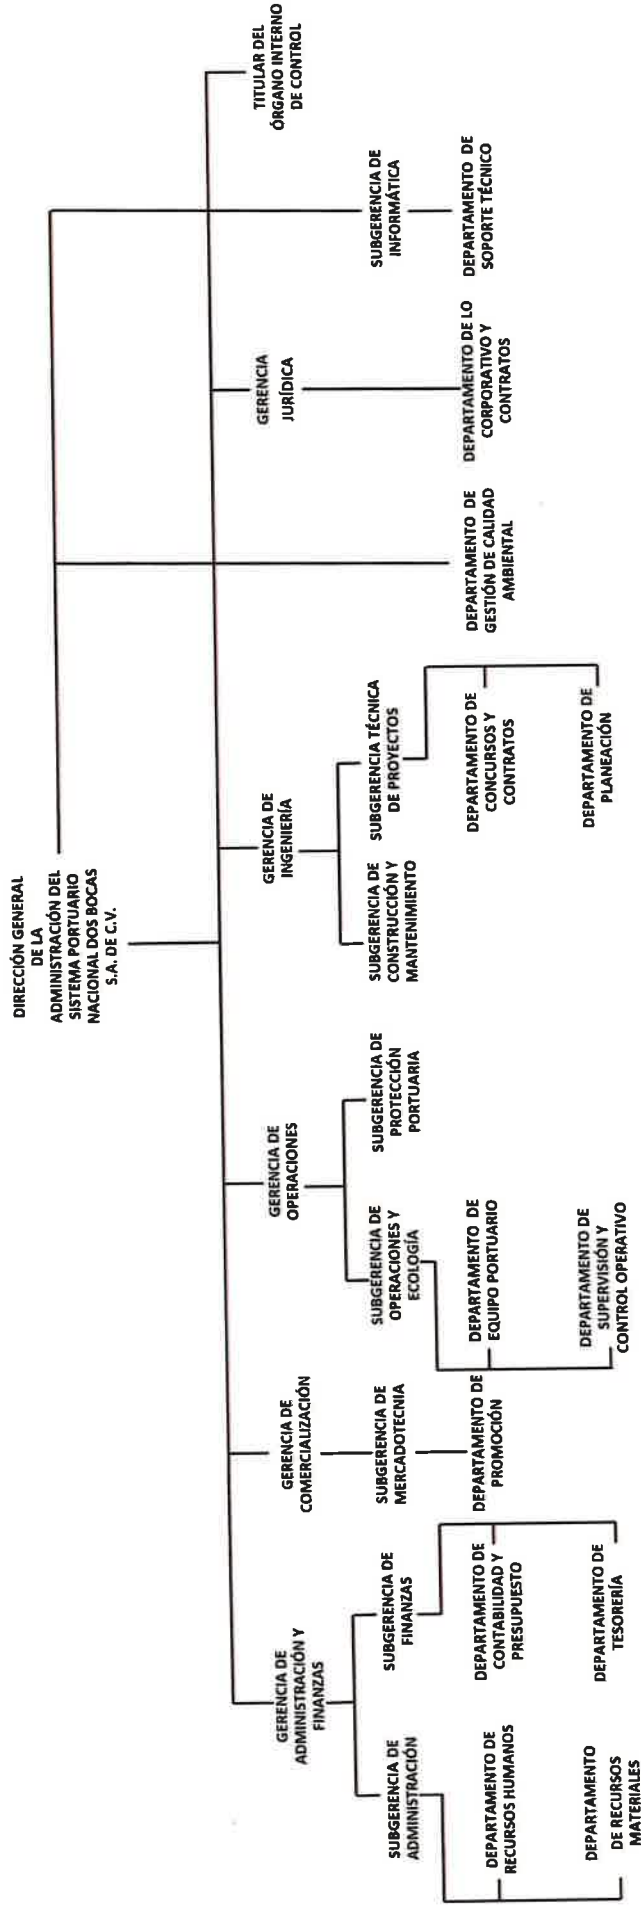 DIRECCIÓN GENERAL
DE LA
ADMINISTRACIÓN DEL
SISTEMA PORTUARIO
NACIONAL DOS BOCAS
S.A. DE C.V.
GERENCIA DE
ADMINISTRACIÓN Y
FINANZAS
GERENCIA DE
COMERCIALIZACIÓN
GERENCIA DE
OPERACIONES
GERENCIA DE
INGENIERÍA
GERENCIA
JURÍDICA
TITULAR DEL
ÓRGANO INTERNO
DE CONTROL
SUBGERENCIA DE
ADMINISTRACIÓN
SUBGERENCIA DE
FINANZAS
SUBGERENCIA DE
MERCADOTECNIA
SUBGERENCIA DE
OPERACIONES Y
ECOLOGÍA
SUBGERENCIA DE
PROTECCIÓN
PORTUARIA
SUBGERENCIA DE
CONSTRUCCIÓN Y
MANTENIMIENTO
SUBGERENCIA TÉCNICA
DE PROYECTOS
SUBGERENCIA DE
INFORMÁTICA
DEPARTAMENTO DE
RECURSOS HUMANOS
DEPARTAMENTO DE
CONTABILIDAD Y
PRESUPUESTO
DEPARTAMENTO DE
PROMOCIÓN
DEPARTAMENTO DE
EQUIPO PORTUARIO
DEPARTAMENTO DE
CONCURSOS Y
CONTRATOS
DEPARTAMENTO DE
GESTIÓN DE CALIDAD
AMBIENTAL
DEPARTAMENTO DE LO
CORPORATIVO Y
CONTRATOS
DEPARTAMENTO DE
SOPORTE TÉCNICO
DEPARTAMENTO
DE RECURSOS
MATERIALES
DEPARTAMENTO DE
TESORERÍA
DEPARTAMENTO DE
SUPERVISIÓN Y
CONTROL OPERATIVO
DEPARTAMENTO DE
PLANEACIÓN